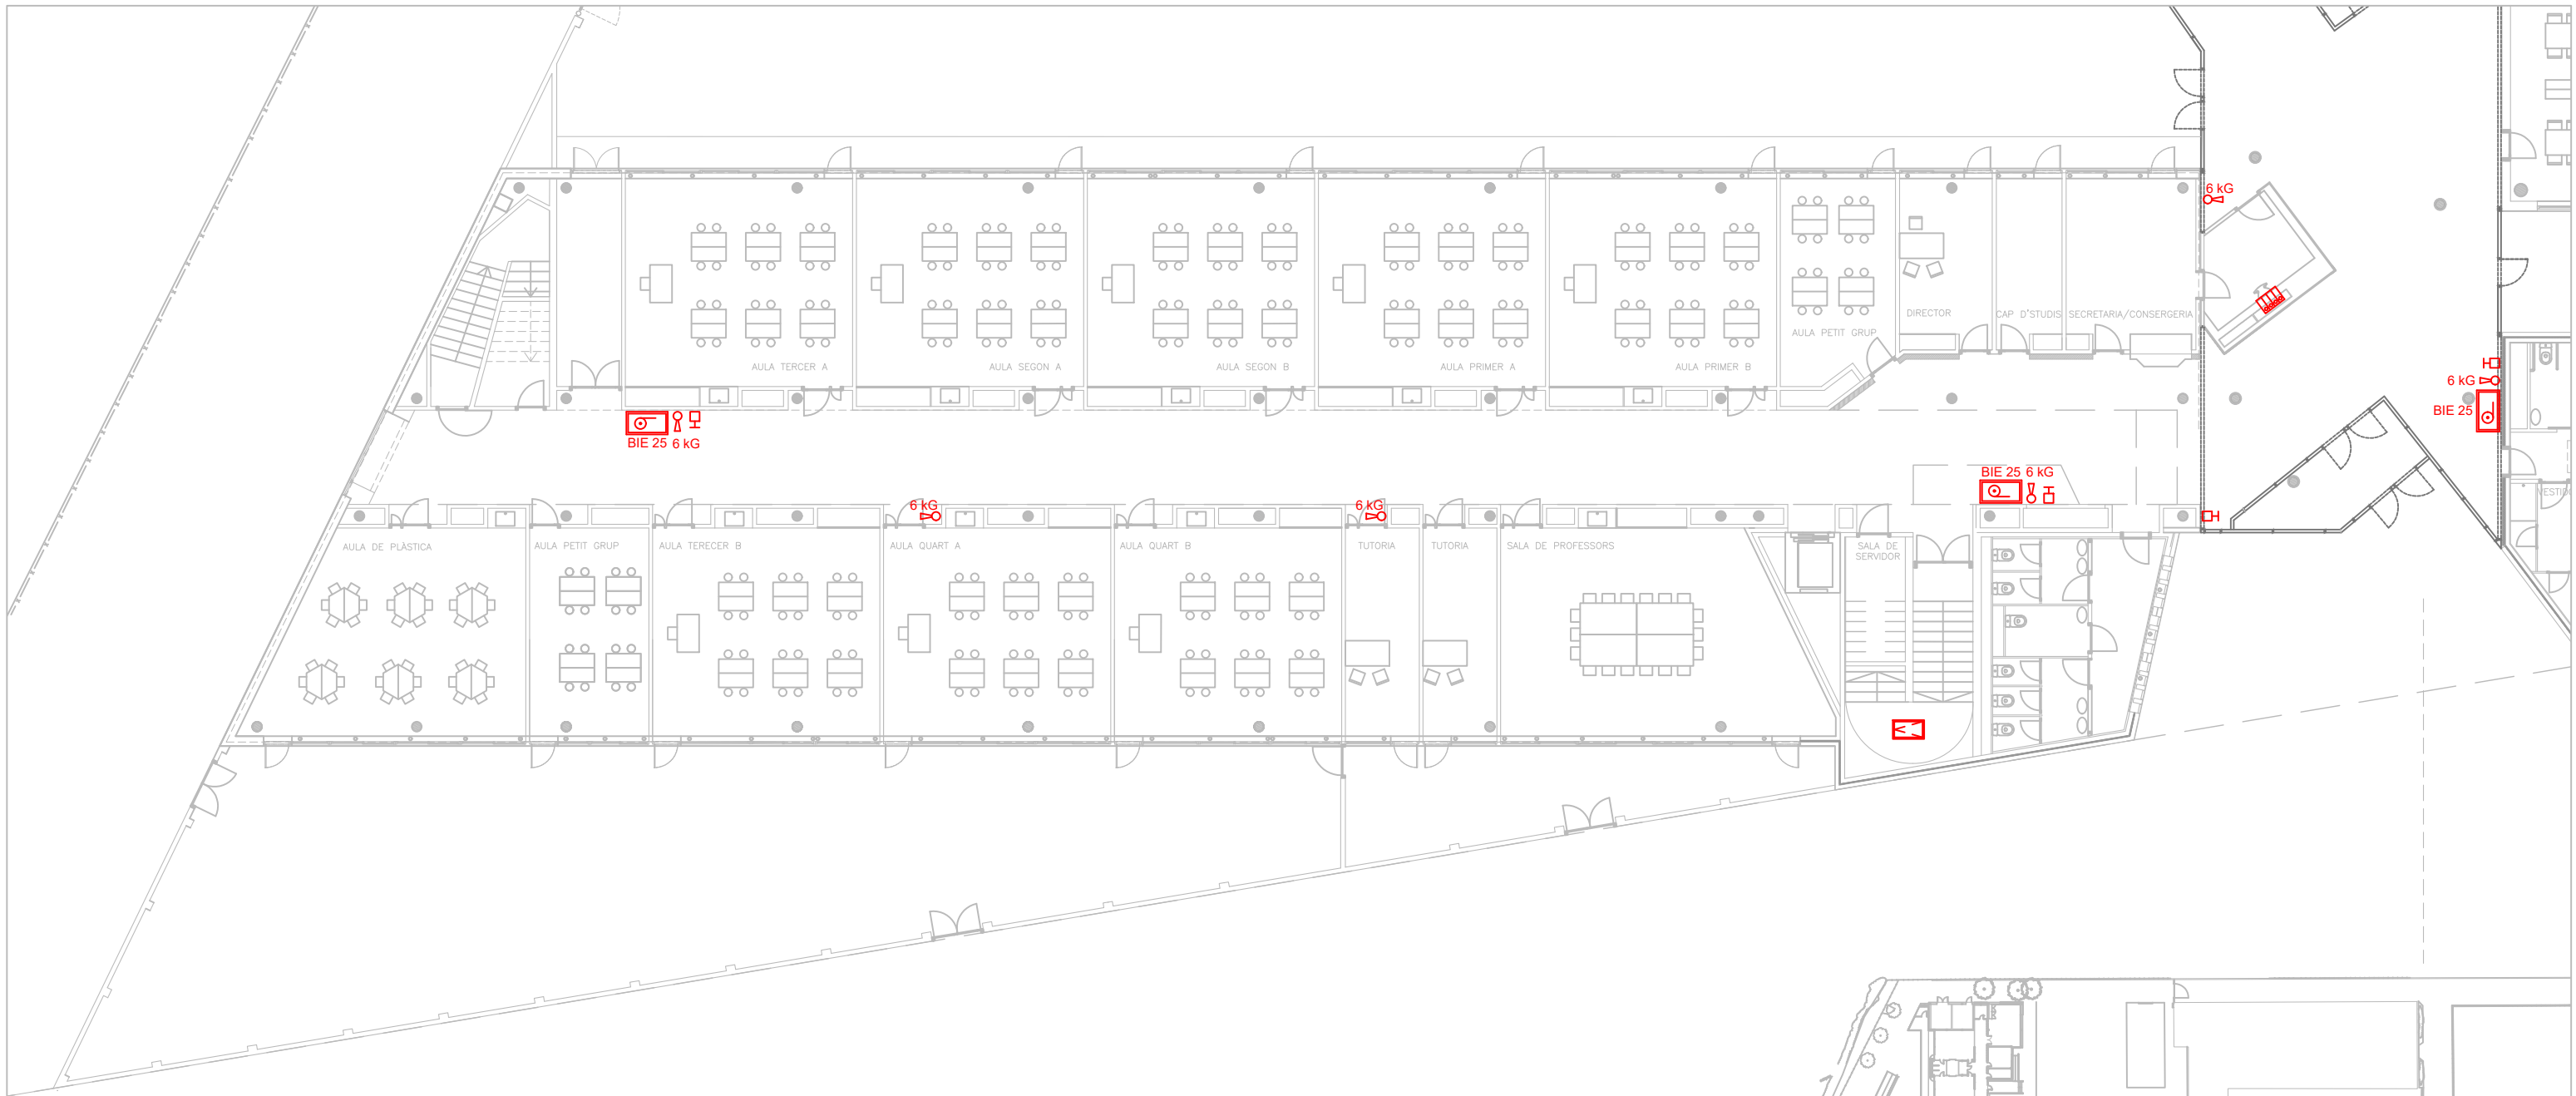 6 kG
DIRECTOR
CAP D'STUDIS
SECRETARIA/CONSERGERIA
AULA PETIT GRUP
AULA TERCER A
AULA SEGON A
AULA SEGON B
AULA PRIMER A
AULA PRIMER B
6 kG
BIE 25
BIE 25 6 kG
BIE 25 6 kG
6 kG
6 kG
AULA DE PLÀSTICA
AULA PETIT GRUP
AULA TERECER B
AULA QUART A
AULA QUART B
TUTORIA
TUTORIA
SALA DE PROFESSORS
SALA DE
SERVIDOR